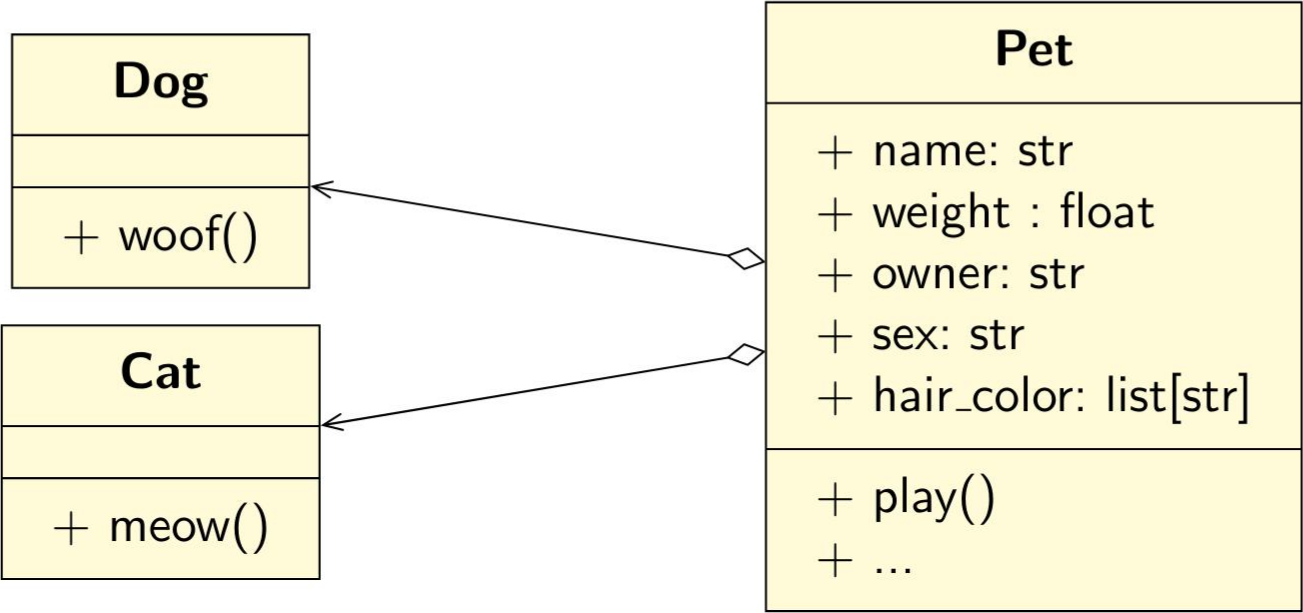 Dog
+ woof()
Cat
+ meow()
Pet
+ name: str
+ weight : float
+ owner: str
+ sex: str
+ hair_color: list[str]
+ play()
+ ...